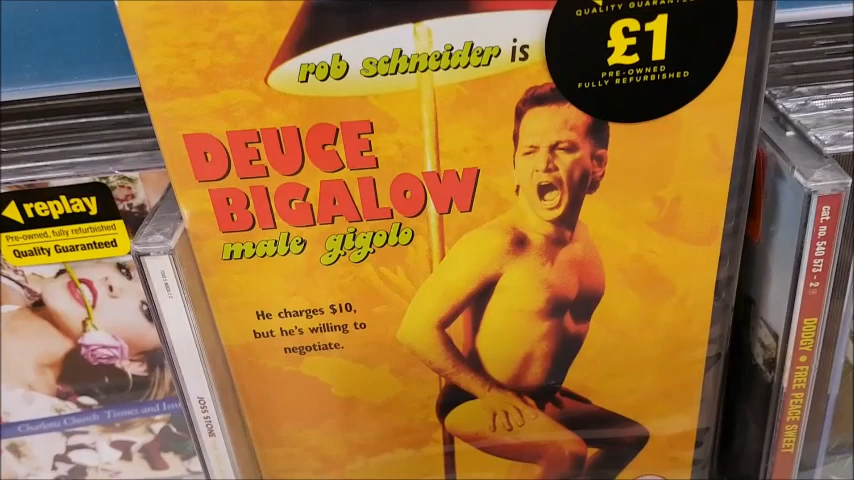 QUALITY GUARANTEE
£1
PRE-OWNED
FULLY REFURBISHED
rob schneider is
DEUCE
BIGALOW
male gigolo
He charges $10,
but he's willing to
negotiate.
replay
Pre-owned, fully refurbished
Quality Guaranteed
Charlotte Church Tissues and
JOSS STONE
cat. no. 540 573 - 2
DODGY • FREE PEACE SWEET